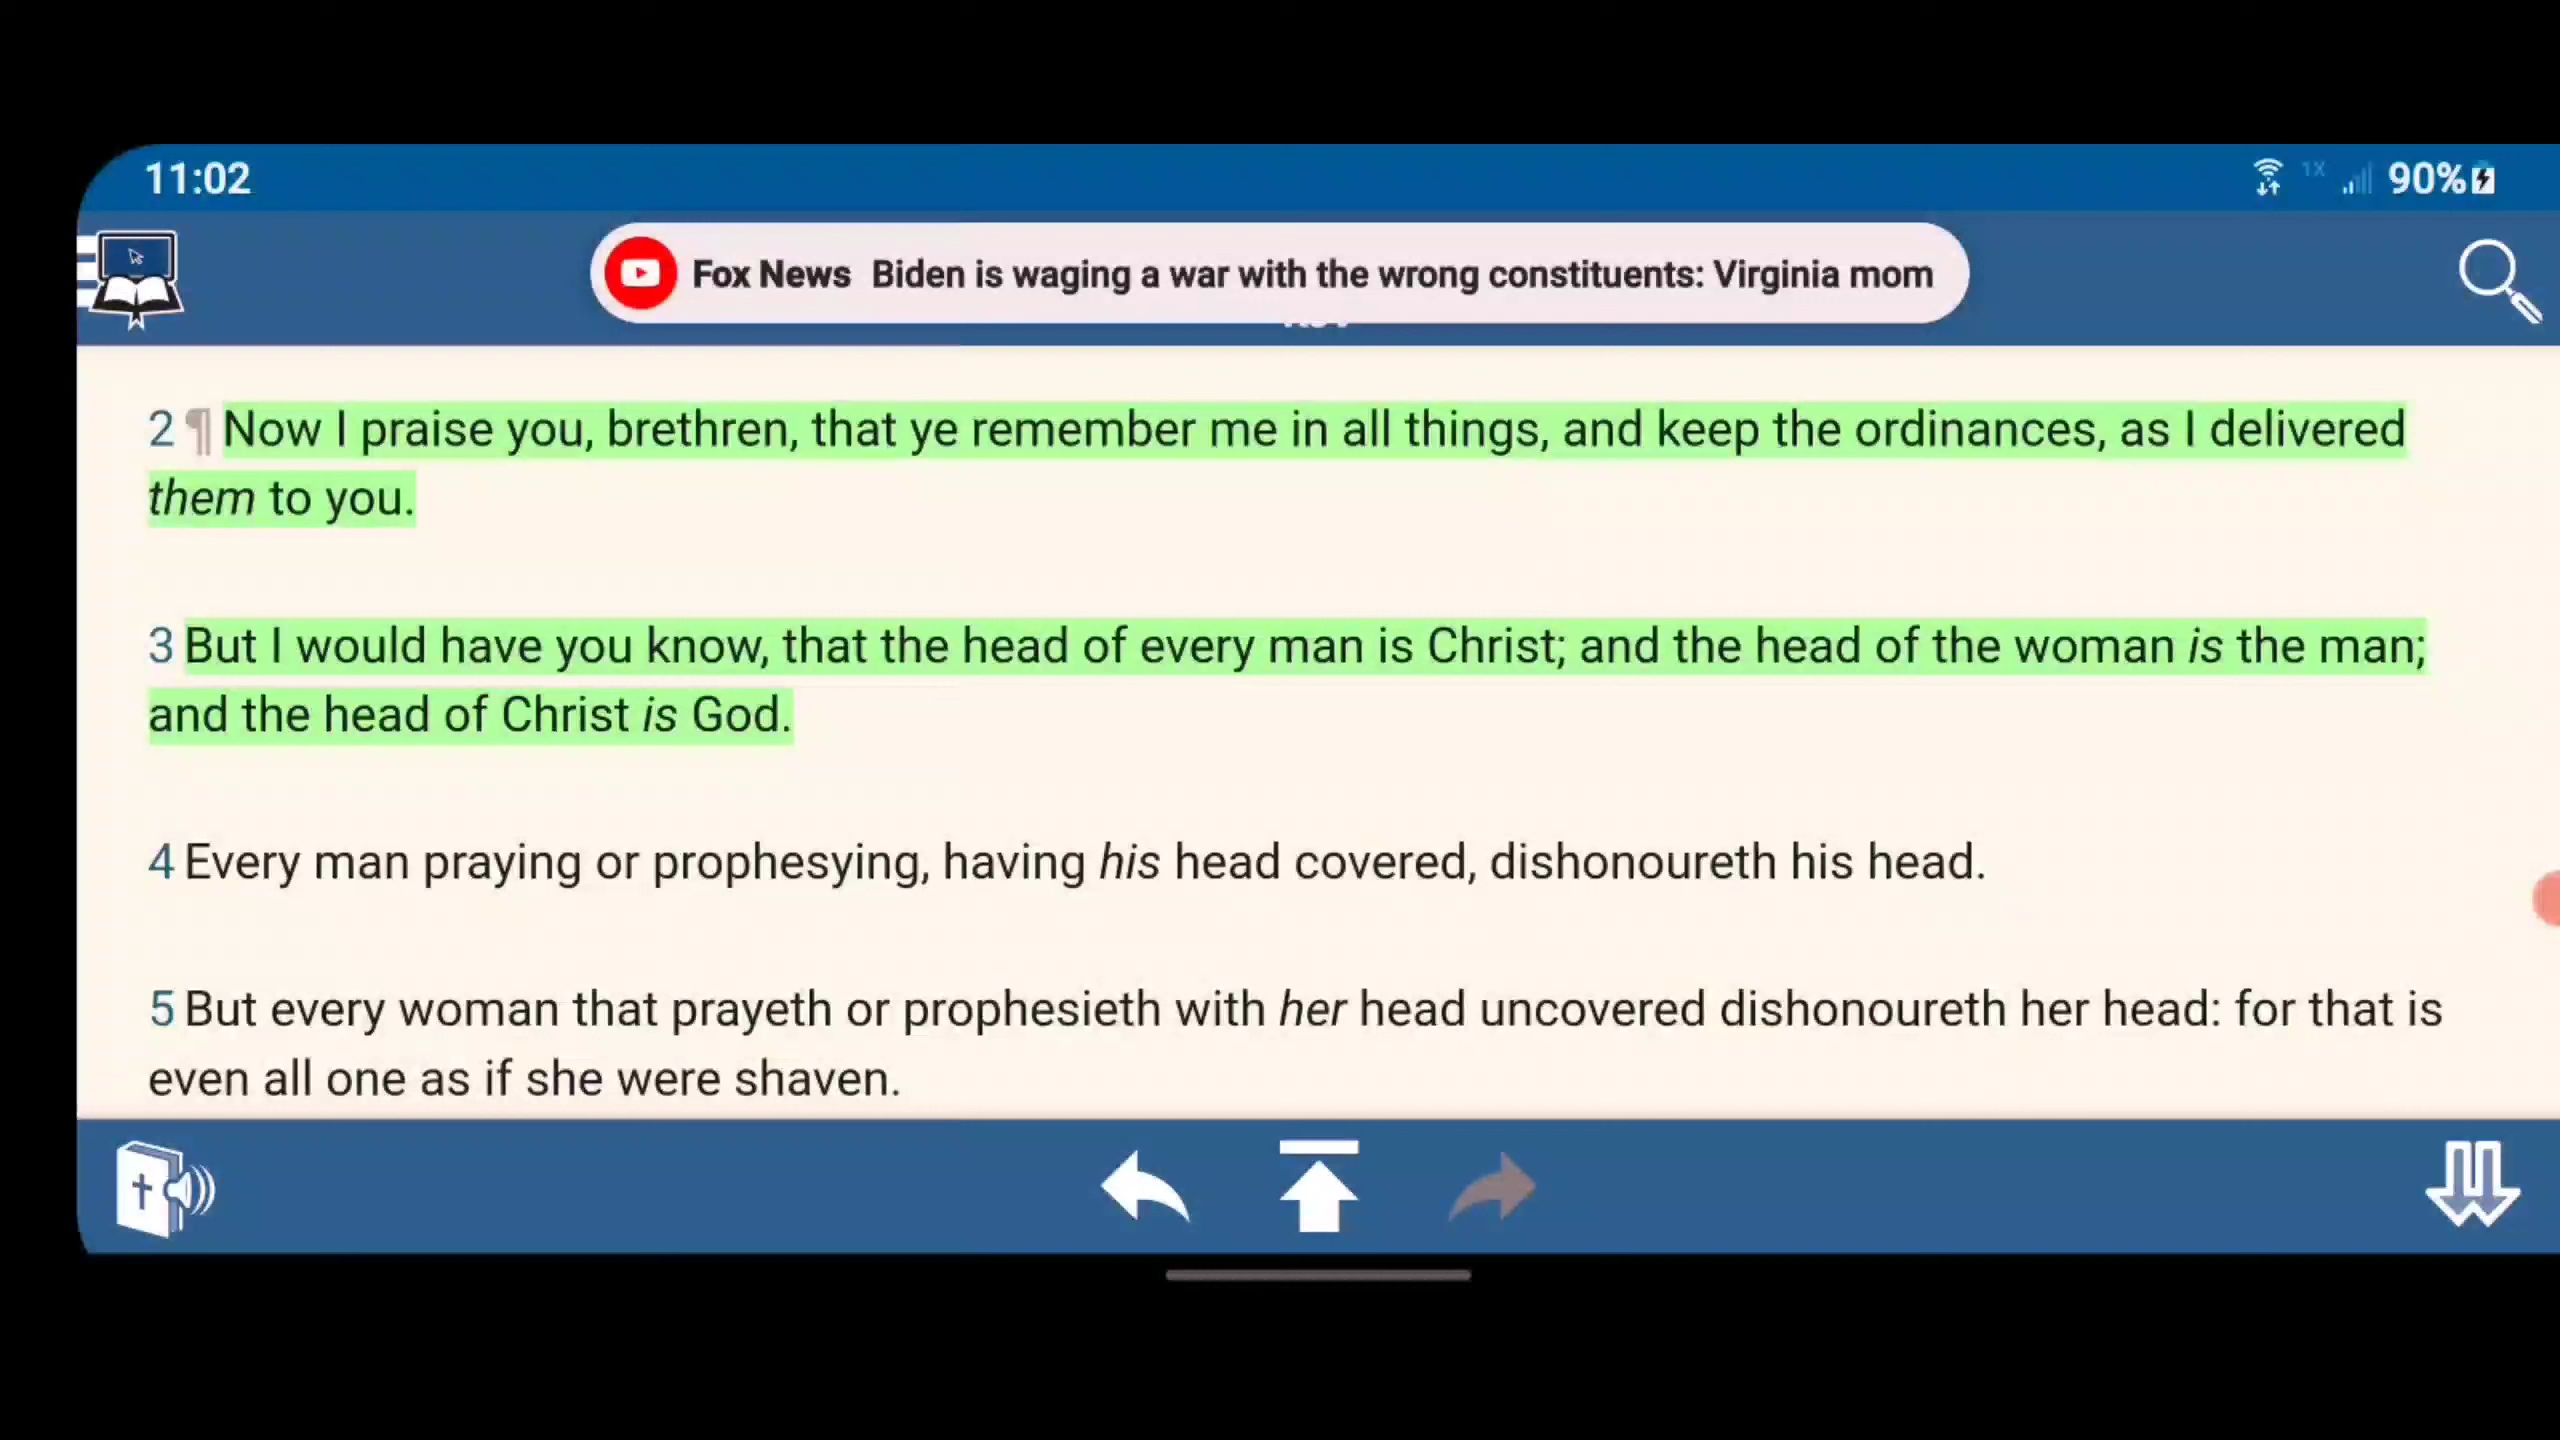 11:02
1X
90%
Fox News Biden is waging a war with the wrong constituents: Virginia mom
2 ¶ Now I praise you, brethren, that ye remember me in all things, and keep the ordinances, as I delivered
them to you.
3 But I would have you know, that the head of every man is Christ; and the head of the woman is the man;
and the head of Christ is God.
4 Every man praying or prophesying, having his head covered, dishonoureth his head.
5 But every woman that prayeth or prophesieth with her head uncovered dishonoureth her head: for that is
even all one as if she were shaven.